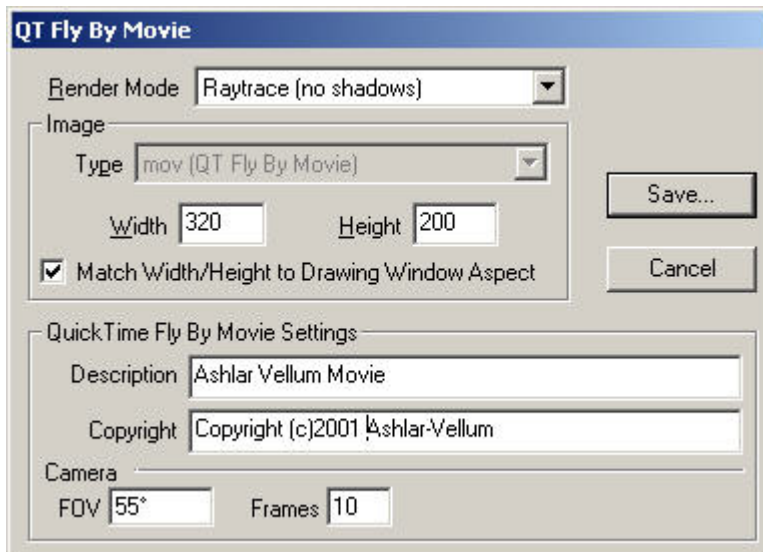 QT Fly By Movie
Render Mode Raytrace (no shadows)
Image
Type mov (QT Fly By Movie)
Width 320 Height 200
Match Width/Height to Drawing Window Aspect
Save...
Cancel
QuickTime Fly By Movie Settings
Description Ashlar Vellum Movie
Copyright Copyright (c)2001 Ashlar-Vellum
Camera
FOV 55° Frames 10